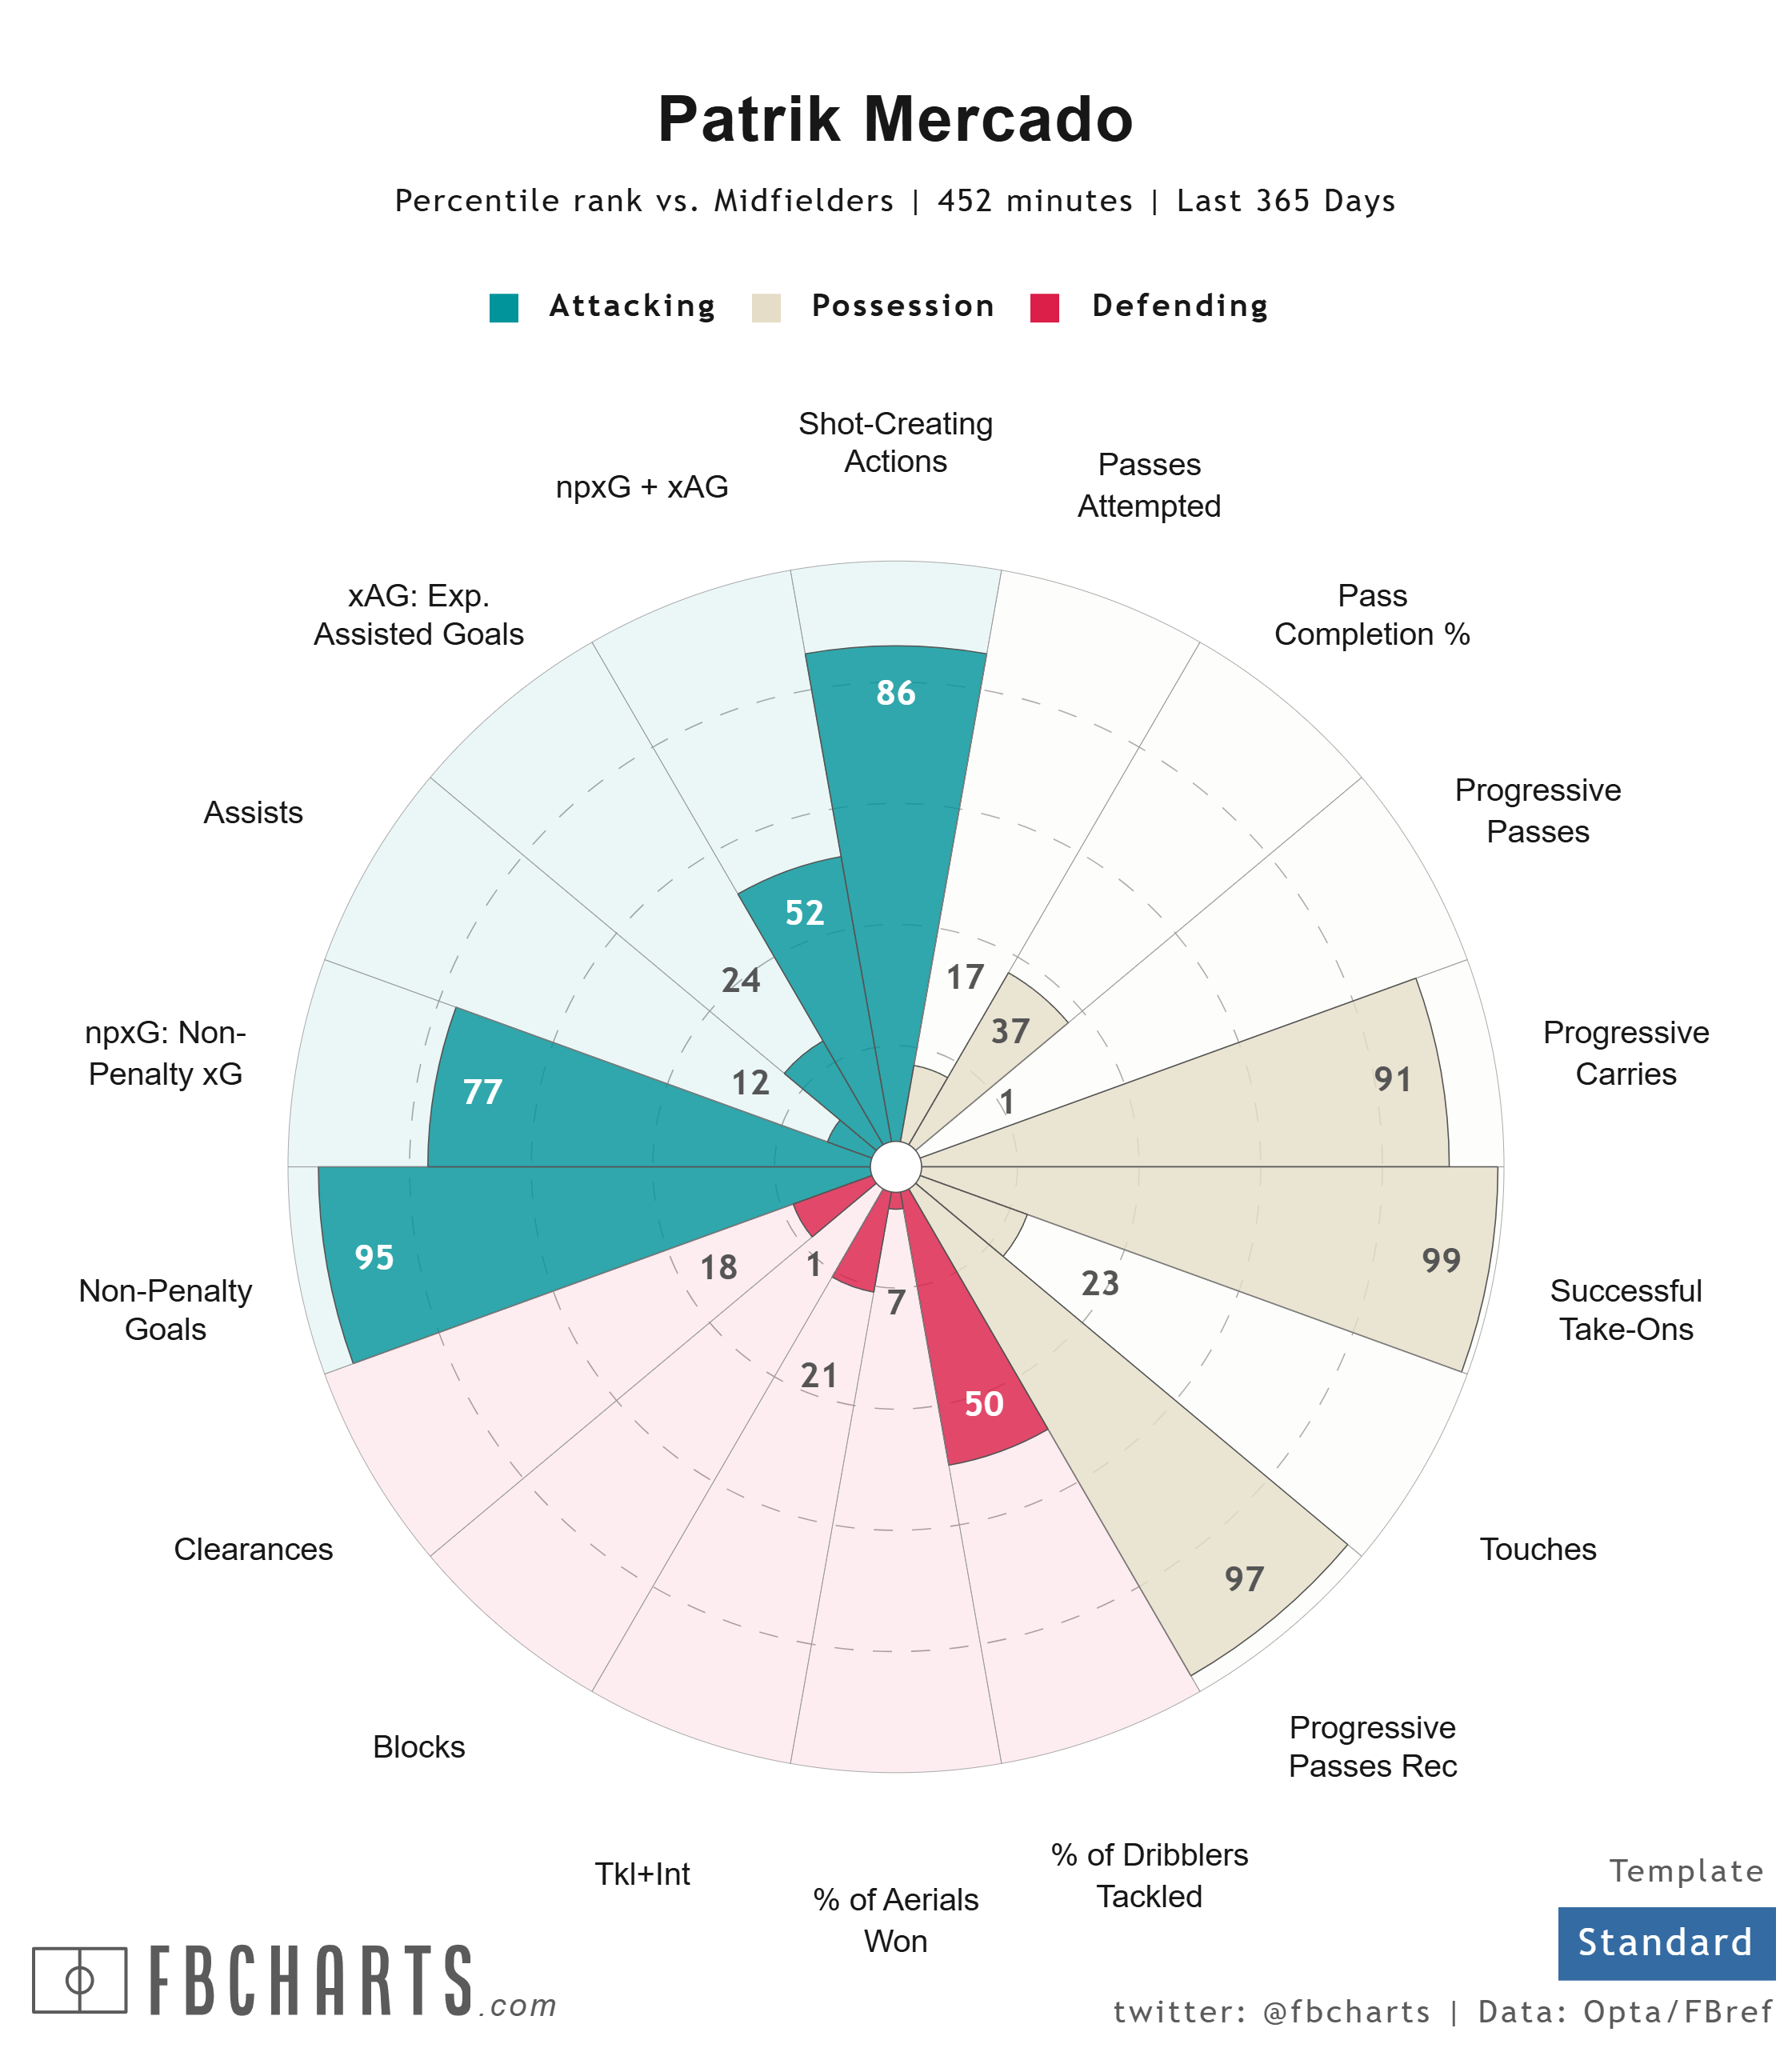 Patrik Mercado
Percentile rank vs. Midfielders | 452 minutes | Last 365 Days
Attacking
Possession
Defending
Shot-Creating
Actions
Passes
Attempted
npxG + xAG
Pass
Completion %
xAG: Exp.
Assisted Goals
Progressive
Passes
Assists
Progressive
Carries
npxG: Non-
Penalty xG
Successful
Take-Ons
Non-Penalty
Goals
Touches
Clearances
Progressive
Passes Rec
Blocks
% of Dribblers
Tackled
Tkl+Int
% of Aerials
Won
86
52
24
12
77
95
17
37
1
91
99
23
97
50
7
21
1
18
Template
Standard
FBCHARTS.com
twitter: @fbcharts | Data: Opta/FBref